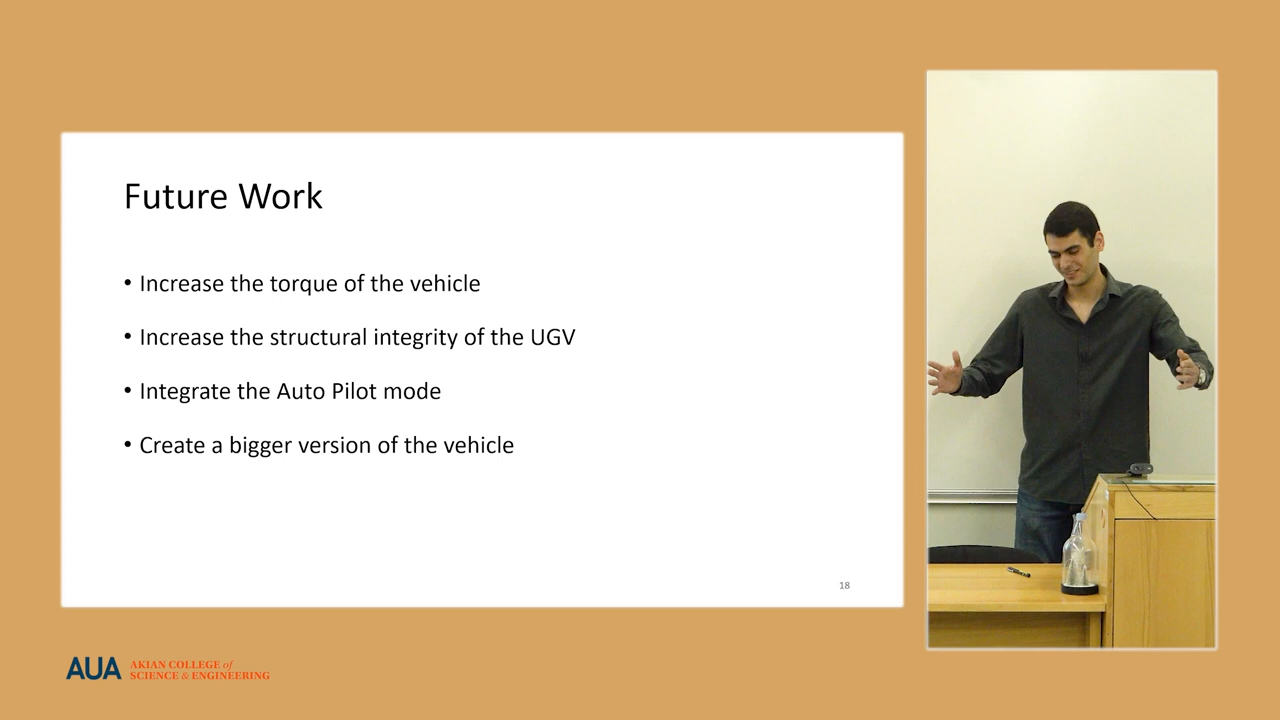 Future Work
• Increase the torque of the vehicle
• Increase the structural integrity of the UGV
• Integrate the Auto Pilot mode
• Create a bigger version of the vehicle
18
AUA
AKIAN COLLEGE of
SCIENCE & ENGINEERING